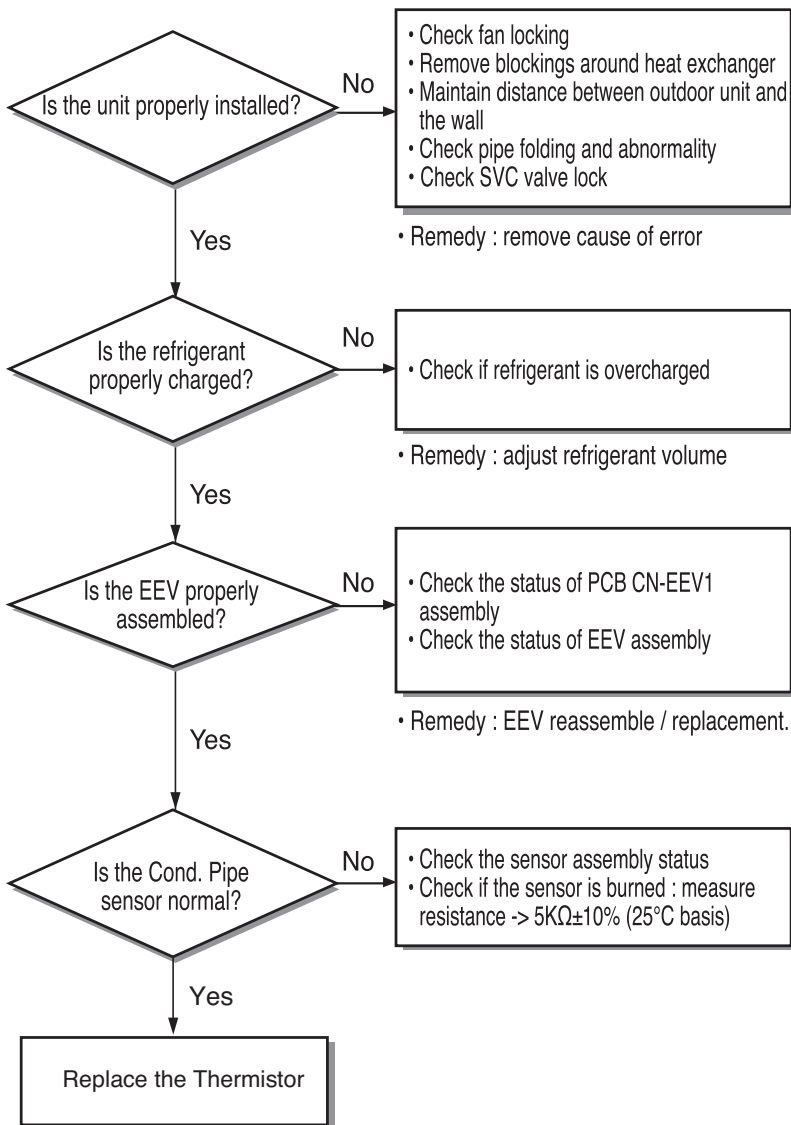 Is the unit properly installed?
No
• Check fan locking
• Remove blockings around heat exchanger
• Maintain distance between outdoor unit and
the wall
• Check pipe folding and abnormality
• Check SVC valve lock
• Remedy : remove cause of error
Yes
Is the refrigerant
properly charged?
No
• Check if refrigerant is overcharged
• Remedy : adjust refrigerant volume
Yes
Is the EEV properly
assembled?
No
• Check the status of PCB CN-EEV1
assembly
• Check the status of EEV assembly
• Remedy : EEV reassemble / replacement.
Yes
Is the Cond. Pipe
sensor normal?
No
• Check the sensor assembly status
• Check if the sensor is burned : measure
resistance -> 5KΩ±10% (25°C basis)
Yes
Replace the Thermistor